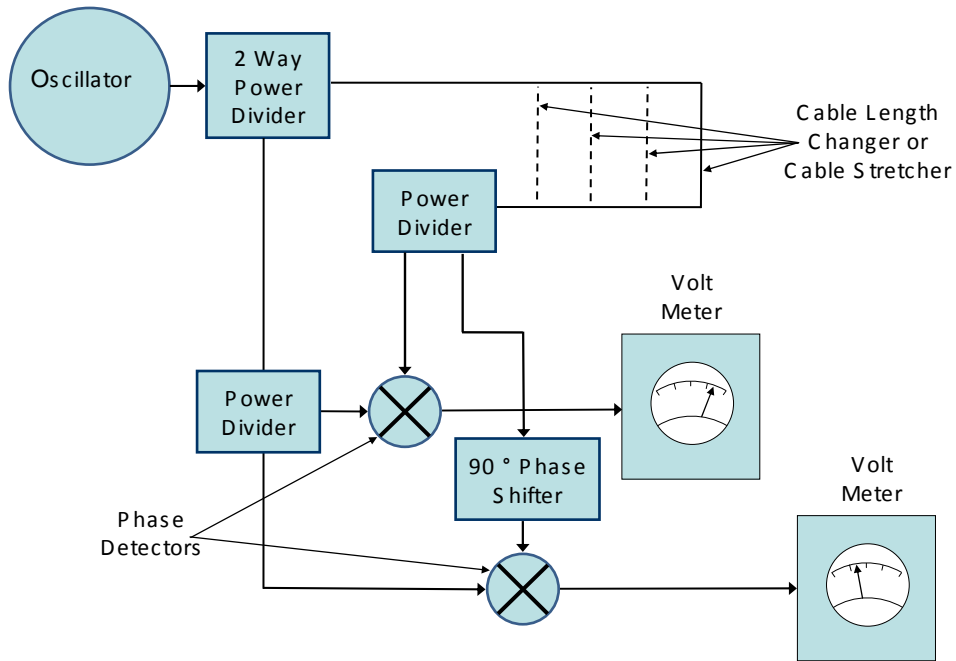 Oscillator
2 Way
Power
Divider
Cable Length
Changer or
Cable Stretcher
Power
Divider
Volt
Meter
Power
Divider
90 ° Phase
Shifter
Volt
Meter
Phase
Detectors